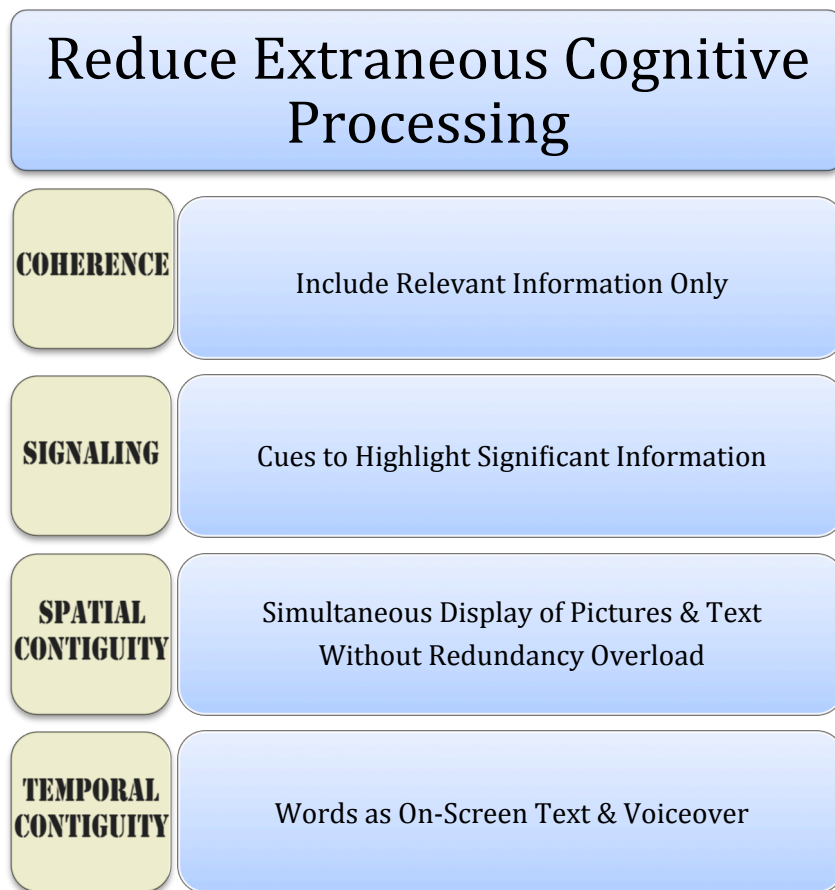 Reduce Extraneous Cognitive
Processing
COHERENCE
Include Relevant Information Only
SIGNALING
Cues to Highlight Significant Information
SPATIAL
CONTIGUITY
Simultaneous Display of Pictures & Text
Without Redundancy Overload
TEMPORAL
CONTIGUITY
Words as On-Screen Text & Voiceover